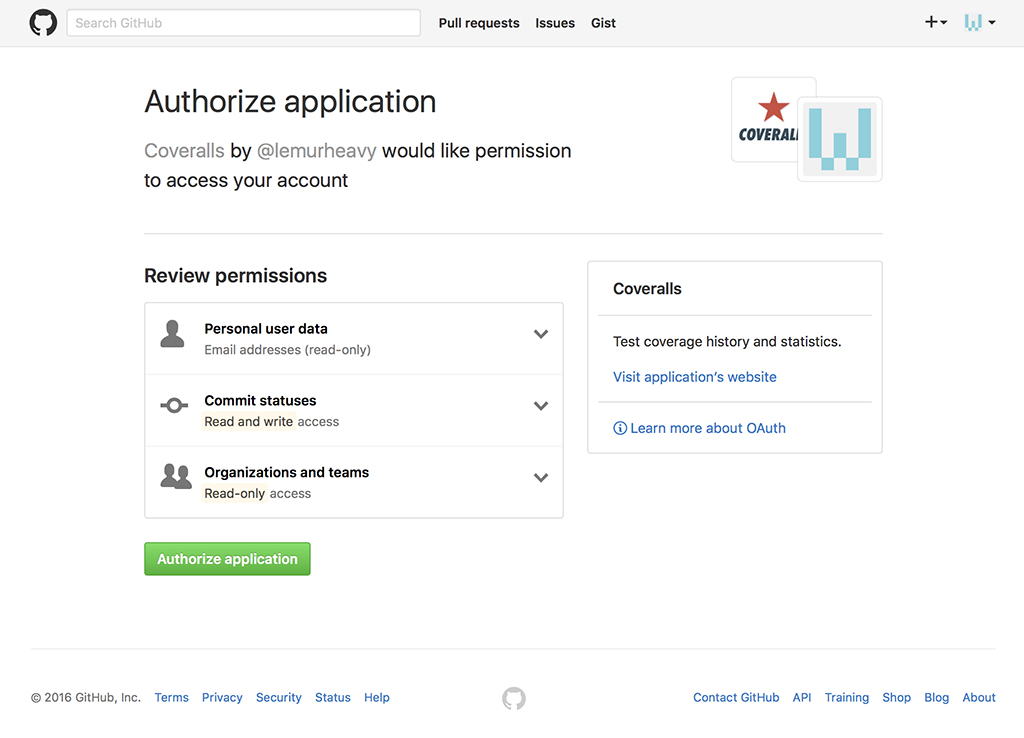 Search GitHub
Pull requests Issues Gist
Authorize application
Coveralls by @lemurheavy would like permission
to access your account
COVERALL
Review permissions
Personal user data
Email addresses (read-only)
Commit statuses
Read and write access
Organizations and teams
Read-only access
Authorize application
Coveralls
Test coverage history and statistics.
Visit application's website
Learn more about OAuth
© 2016 GitHub, Inc. Terms Privacy Security Status Help
Contact GitHub API Training Shop Blog About